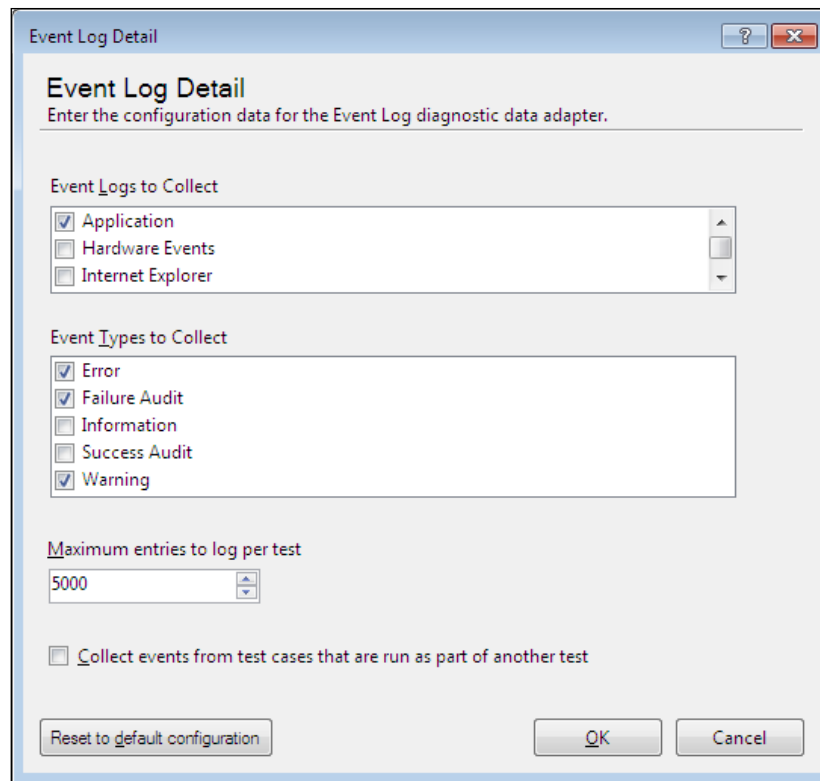 Event Log Detail
Event Log Detail
Enter the configuration data for the Event Log diagnostic data adapter.
Event Logs to Collect
Application
Hardware Events
Internet Explorer
Event Types to Collect
Error
Failure Audit
Information
Success Audit
Warning
Maximum entries to log per test
5000
Collect events from test cases that are run as part of another test
Reset to default configuration
OK
Cancel